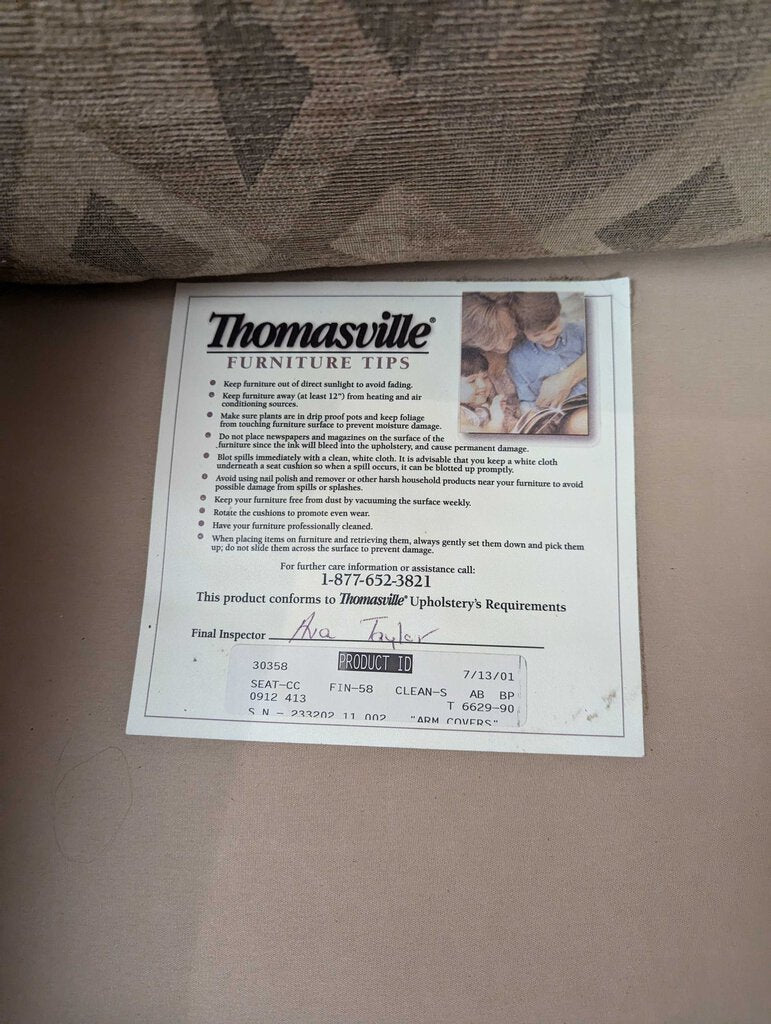 Thomasville®
FURNITURE TIPS
• Keep furniture out of direct sunlight to avoid fading.
• Keep furniture away (at least 12") from heating and air
conditioning sources.
• Make sure plants are in drip proof pots and keep foliage
from touching furniture surface to prevent moisture damage.
• Do not place newspapers and magazines on the surface of the
furniture since the ink will bleed into the upholstery, and cause permanent damage.
• Blot spills immediately with a clean, white cloth. It is advisable that you keep a white cloth
underneath a seat cushion so when a spill occurs, it can be blotted up promptly.
• Avoid using nail polish and remover or other harsh household products near your furniture to avoid
possible damage from spills or splashes.
• Keep your furniture free from dust by vacuuming the surface weekly.
• Rotate the cushions to promote even wear.
• Have your furniture professionally cleaned.
• When placing items on furniture and retrieving them, always gently set them down and pick them
up; do not slide them across the surface to prevent damage.
For further care information or assistance call:
1-877-652-3821
This product conforms to Thomasville® Upholstery's Requirements
Final Inspector Ava Taylor
30358 PRODUCT ID 7/13/01
SEAT-CC FIN-58 CLEAN-S AB BP
0912 413 T 6629-90
S N - 233202 11 002 "ARM COVERS"